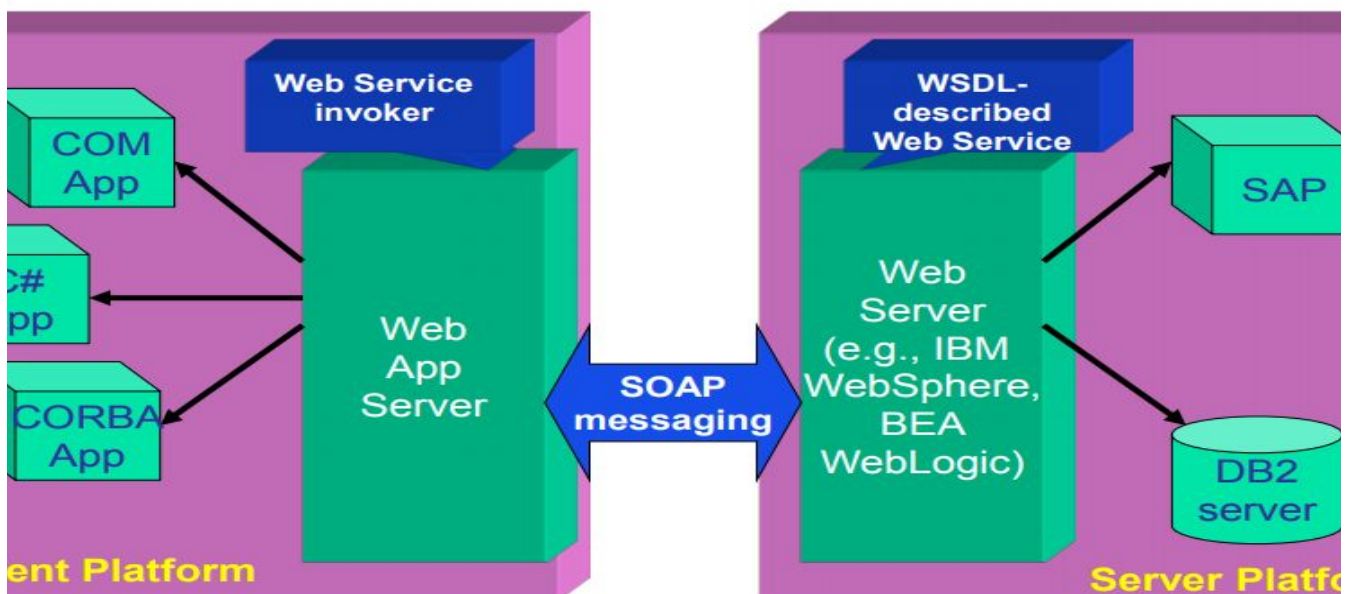 Web Service
invoker
COM
App
C#
pp
CORBA
App
Web
App
Server
ent Platform
SOAP
messaging
WSDL-
described
Web Service
Web
Server
(e.g., IBM
WebSphere,
BEA
WebLogic)
SAP
DB2
server
Server Platfo